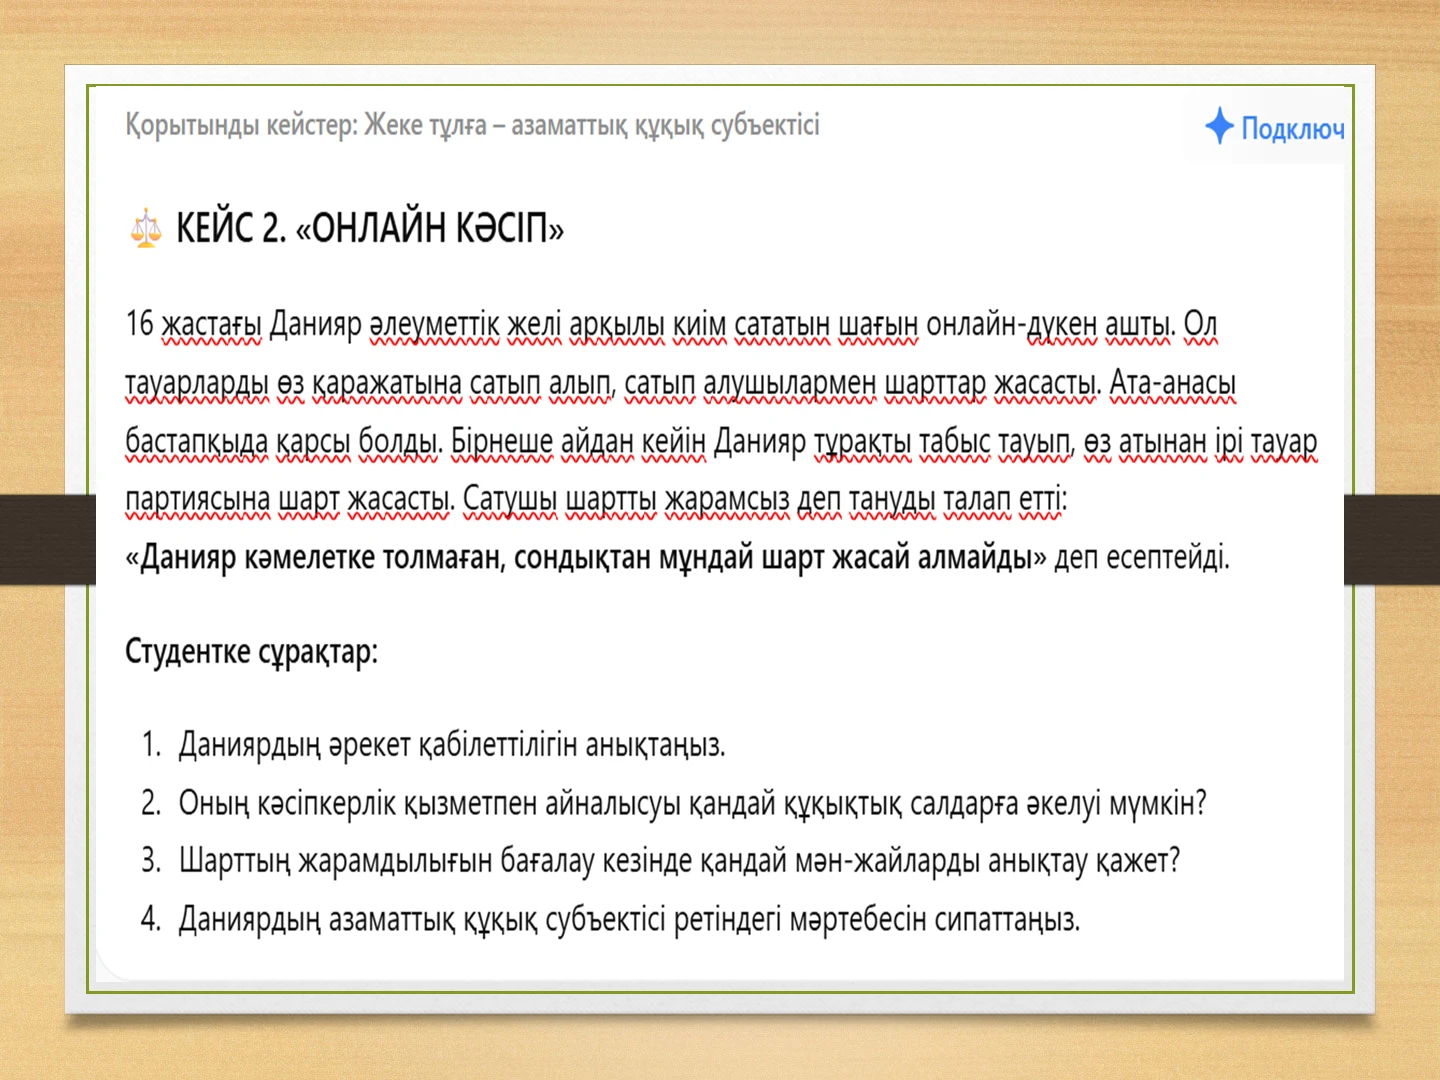 Қорытынды кейстер: Жеке тұлға – азаматтық құқық субъектісі
Подключ
КЕЙС 2. «ОНЛАЙН КӘСІП»
16 жастағы Данияр әлеуметтік желі арқылы киім сататын шағын онлайн-дүкен ашты. Ол
тауарларды өз қаражатына сатып алып, сатып алушылармен шарттар жасасты. Ата-анасы
бастапқыда қарсы болды. Бірнеше айдан кейін Данияр тұрақты табыс тауып, өз атынан ірі тауар
партиясына шарт жасасты. Сатушы шартты жарамсыз деп тануды талап етті:
«Данияр кәмелетке толмаған, сондықтан мұндай шарт жасай алмайды» деп есептейді.
Студентке сұрақтар:
1. Даниярдың әрекет қабілеттілігін анықтаңыз.
2. Оның кәсіпкерлік қызметпен айналысуы қандай құқықтық салдарға әкелуі мүмкін?
3. Шарттың жарамдылығын бағалау кезінде қандай мән-жайларды анықтау қажет?
4. Даниярдың азаматтық құқық субъектісі ретіндегі мәртебесін сипаттаңыз.